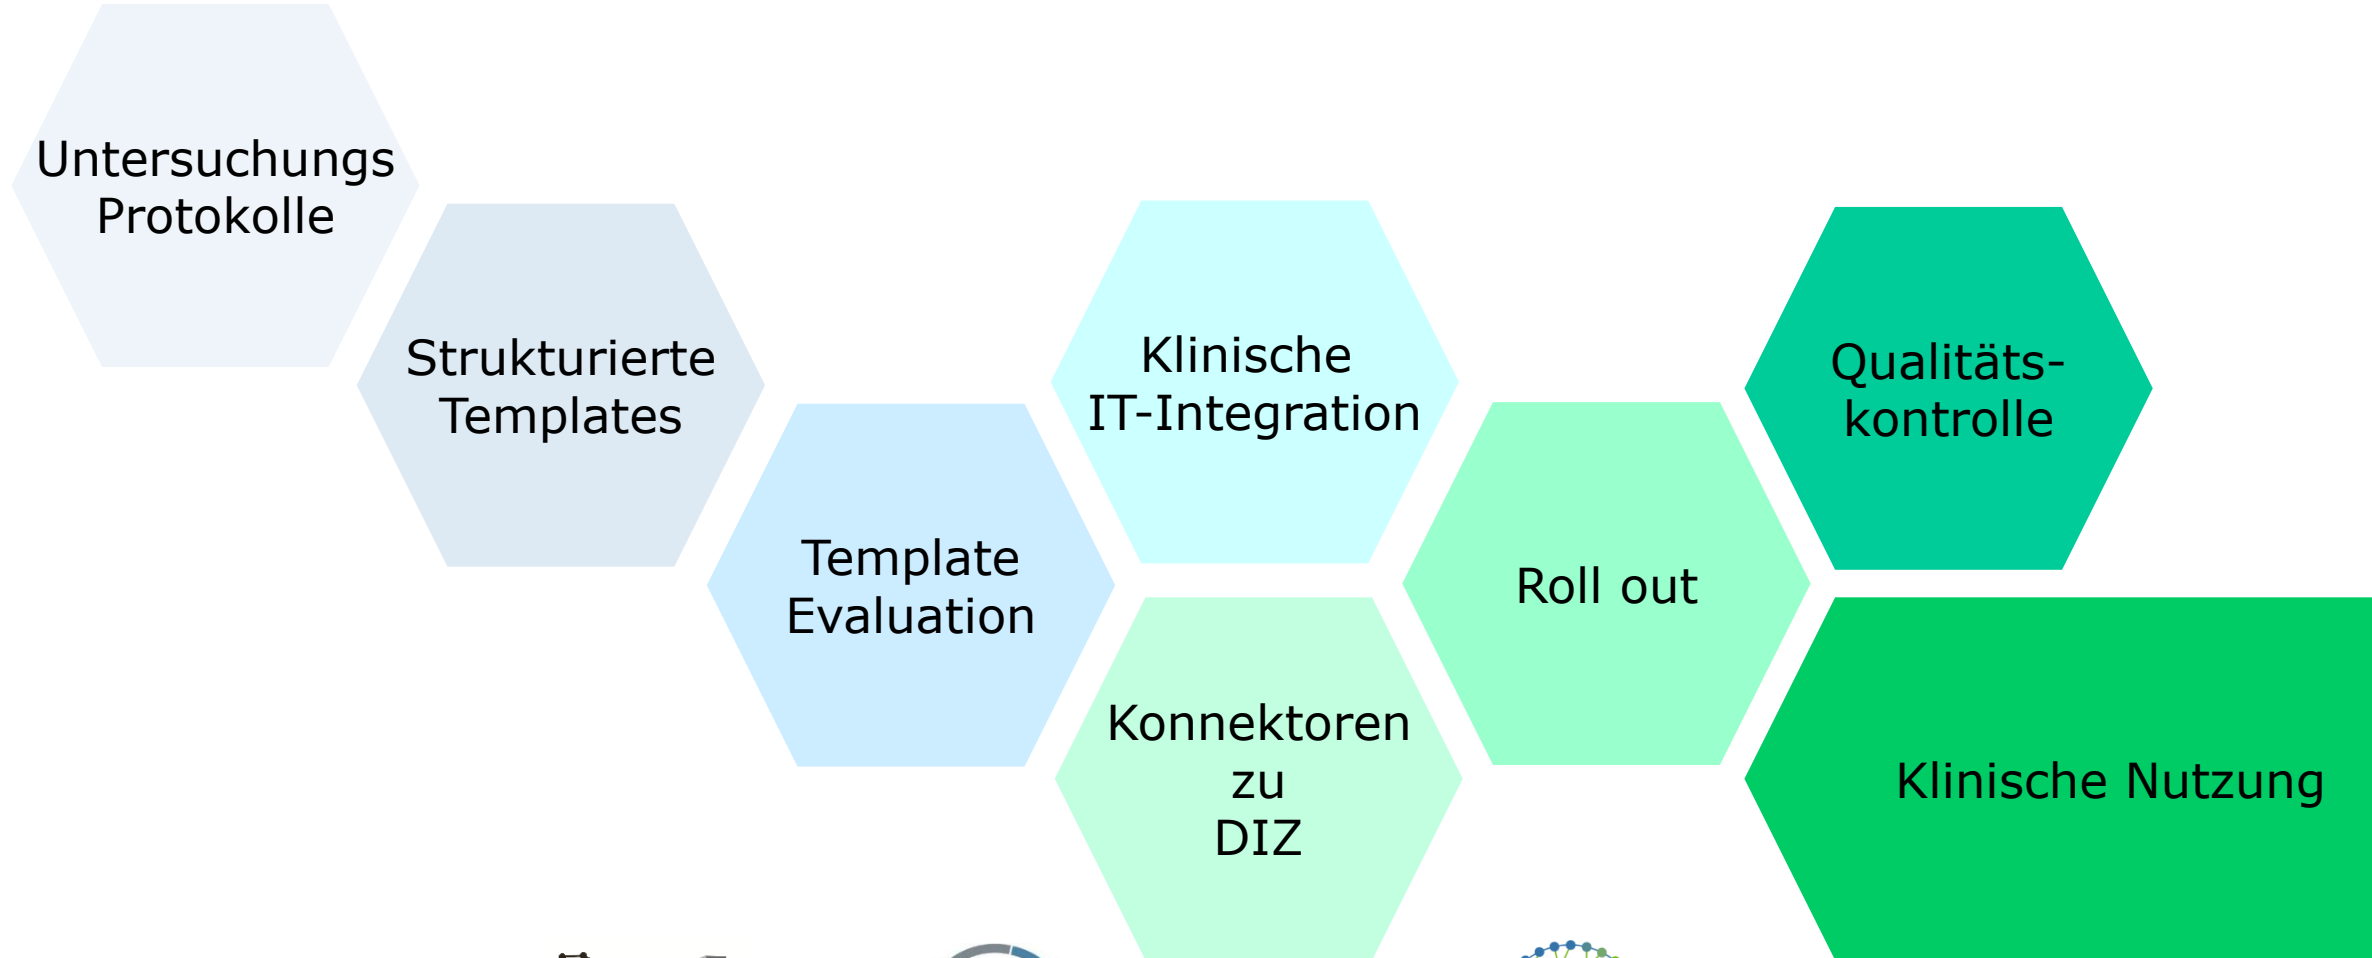 Untersuchungs
Protokolle
Strukturierte
Templates
Template
Evaluation
Klinische
IT-Integration
Konnektoren
zu
DIZ
Roll out
Qualitäts-
kontrolle
Klinische Nutzung